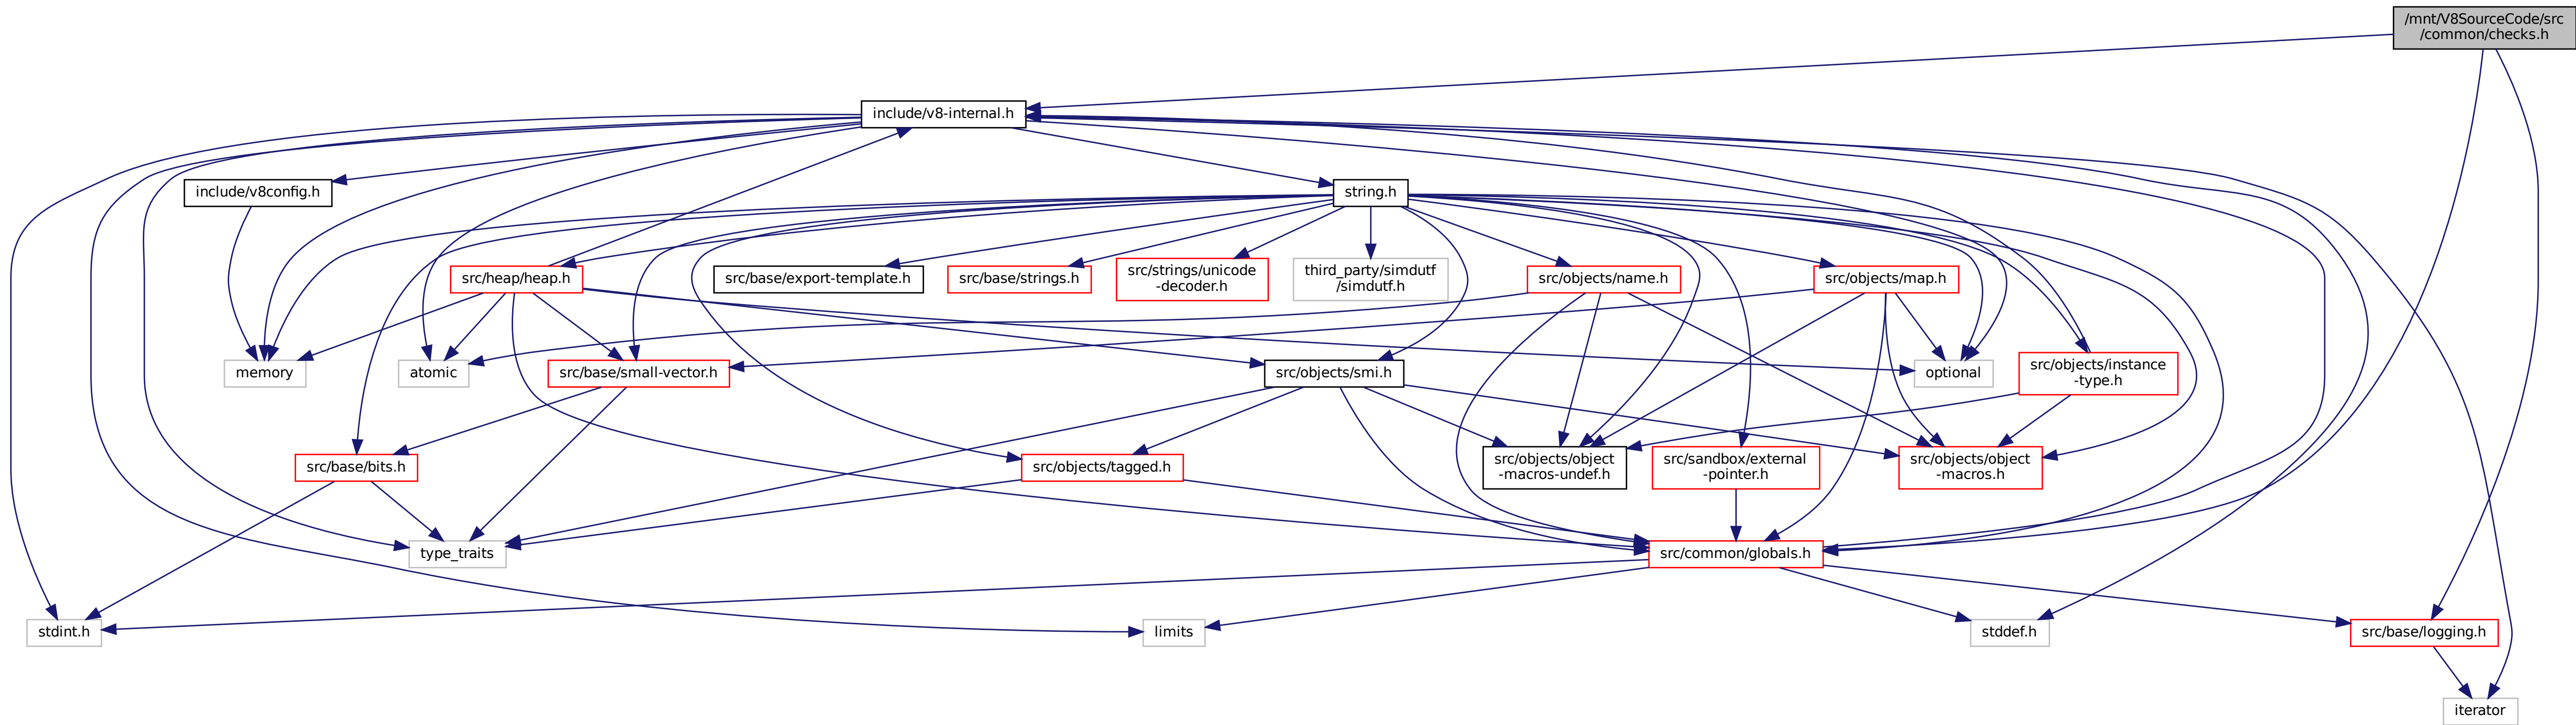 /mnt/V8SourceCode/src
/common/checks.h
include/v8-internal.h
include/v8config.h
string.h
src/heap/heap.h
src/base/export-template.h
src/base/strings.h
src/strings/unicode
-decoder.h
third_party/simdutf
/simdutf.h
src/objects/name.h
src/objects/map.h
memory
atomic
src/base/small-vector.h
src/objects/smi.h
optional
src/objects/instance
-type.h
src/base/bits.h
src/objects/tagged.h
src/objects/object
-macros-undef.h
src/sandbox/external
-pointer.h
src/objects/object
-macros.h
type_traits
src/common/globals.h
stdint.h
limits
stddef.h
src/base/logging.h
iterator